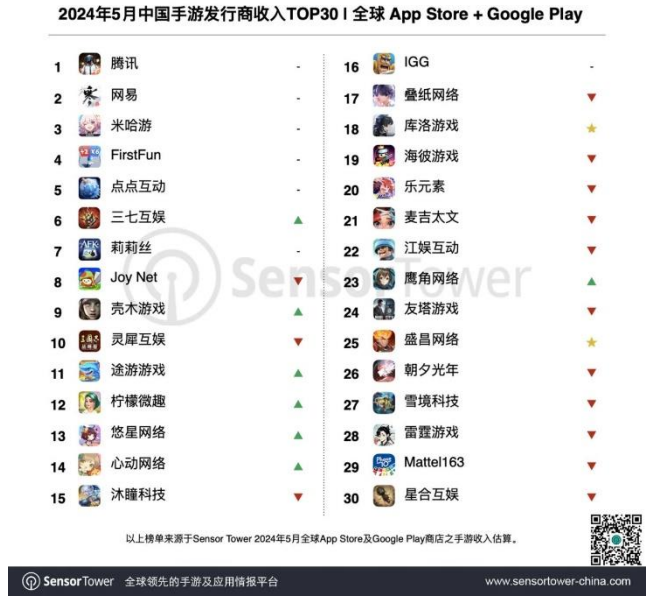 2024年5月中国手游发行商收入TOP30 | 全球 App Store + Google Play
1 腾讯 -
2 网易 -
3 米哈游 -
4 FirstFun -
5 点点互动 -
6 三七互娱 ▲
7 莉莉丝 -
8 Joy Net ▼
9 壳木游戏 ▲
10 灵犀互娱 ▼
11 途游游戏 ▲
12 柠檬微趣 ▲
13 悠星网络 ▲
14 心动网络 ▲
15 沐瞳科技 ▼
16 IGG -
17 叠纸网络 ▼
18 库洛游戏 ★
19 海彼游戏 ▼
20 乐元素 ▼
21 麦吉太文 ▼
22 江娱互动 ▼
23 鹰角网络 ▲
24 友塔游戏 ▼
25 盛昌网络 ★
26 朝夕光年 ▼
27 雪境科技 ▼
28 雷霆游戏 ▼
29 Mattel163 ▼
30 星合互娱 ▼
SensorTower
以上榜单来源于Sensor Tower 2024年5月全球App Store及Google Play商店之手游收入估算。
SensorTower 全球领先的手游及应用情报平台
www.sensortower-china.com